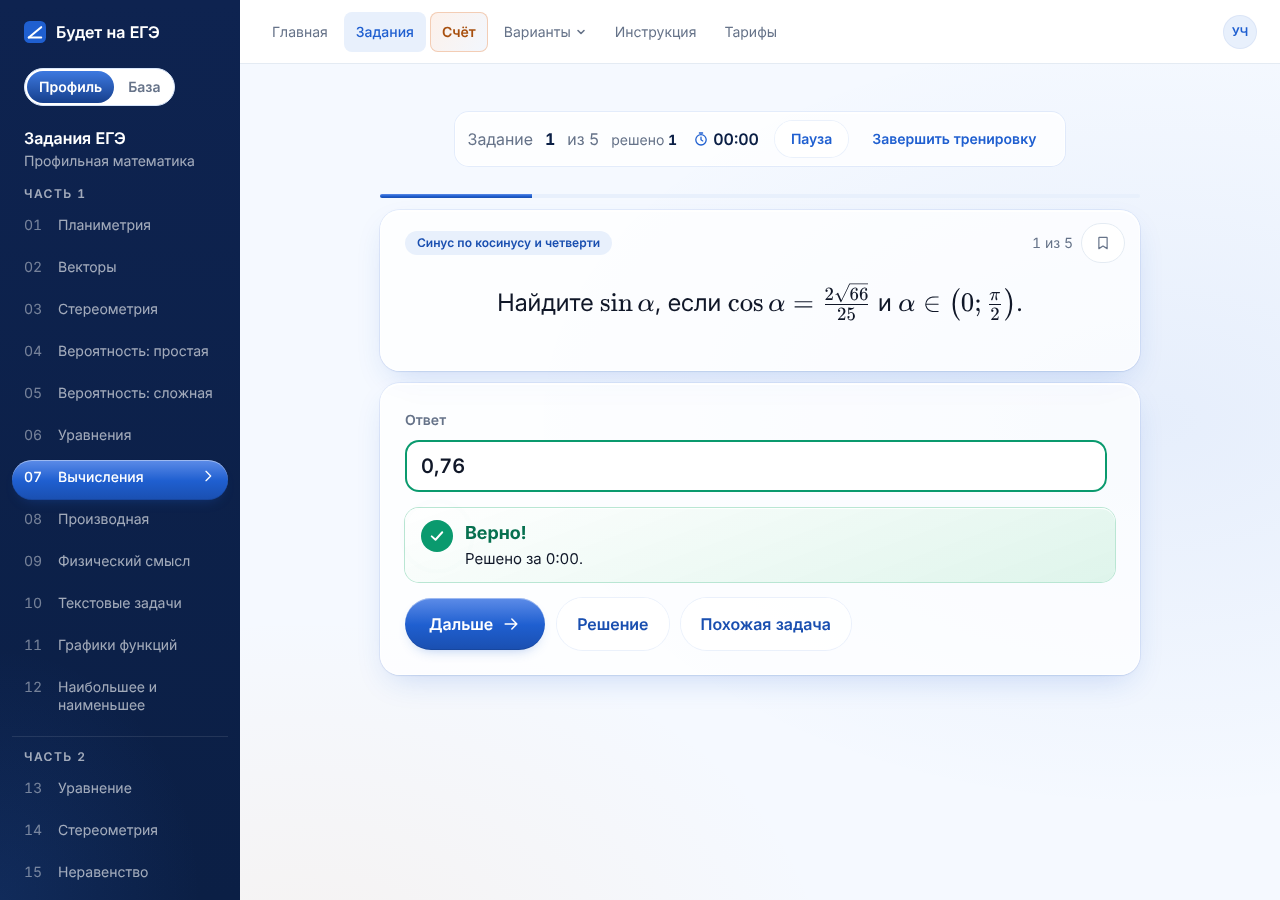 Будет на ЕГЭ
Профиль База
Задания ЕГЭ
Профильная математика
ЧАСТЬ 1
01 Планиметрия
02 Векторы
03 Стереометрия
04 Вероятность: простая
05 Вероятность: сложная
06 Уравнения
07 Вычисления
08 Производная
09 Физический смысл
10 Текстовые задачи
11 Графики функций
12 Наибольшее и
наименьшее
ЧАСТЬ 2
13 Уравнение
14 Стереометрия
15 Неравенство
Главная Задания Счёт Варианты Инструкция Тарифы УЧ
Задание 1 из 5 решено 1 00:00 Пауза Завершить тренировку
Синус по косинусу и четверти 1 из 5
Найдите sin α, если cos α = 2√66/25 и α ∈ (0; π/2).
Ответ
0,76
Верно!
Решено за 0:00.
Дальше → Решение Похожая задача